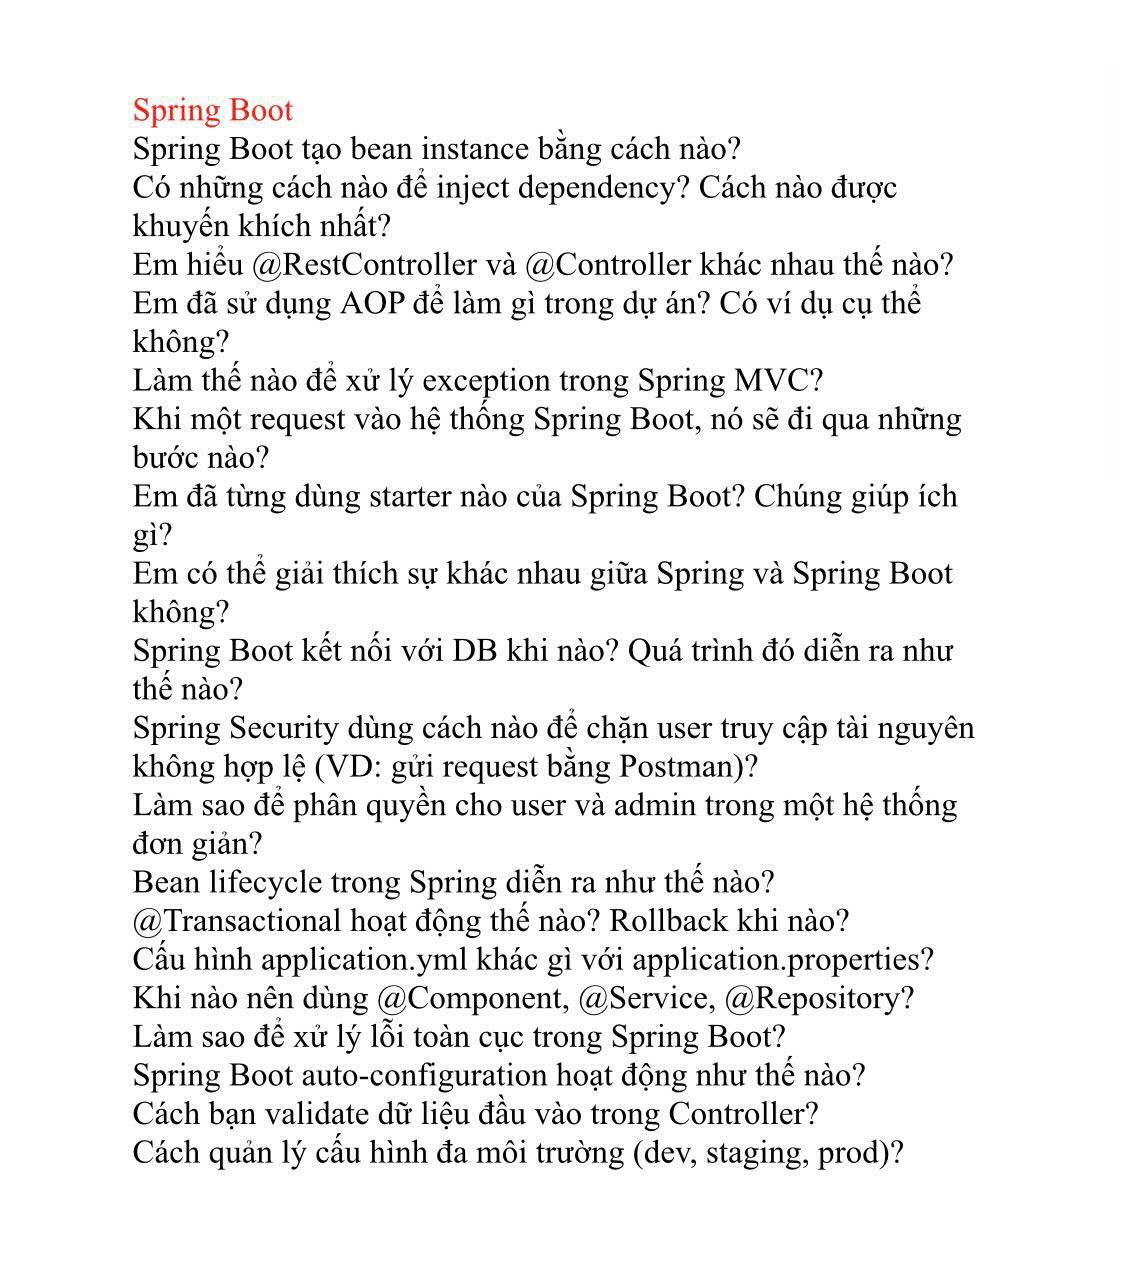 Spring Boot
Spring Boot tạo bean instance bằng cách nào?
Có những cách nào để inject dependency? Cách nào được
khuyến khích nhất?
Em hiểu @RestController và @Controller khác nhau thế nào?
Em đã sử dụng AOP để làm gì trong dự án? Có ví dụ cụ thể
không?
Làm thế nào để xử lý exception trong Spring MVC?
Khi một request vào hệ thống Spring Boot, nó sẽ đi qua những
bước nào?
Em đã từng dùng starter nào của Spring Boot? Chúng giúp ích
gì?
Em có thể giải thích sự khác nhau giữa Spring và Spring Boot
không?
Spring Boot kết nối với DB khi nào? Quá trình đó diễn ra như
thế nào?
Spring Security dùng cách nào để chặn user truy cập tài nguyên
không hợp lệ (VD: gửi request bằng Postman)?
Làm sao để phân quyền cho user và admin trong một hệ thống
đơn giản?
Bean lifecycle trong Spring diễn ra như thế nào?
@Transactional hoạt động thế nào? Rollback khi nào?
Cấu hình application.yml khác gì với application.properties?
Khi nào nên dùng @Component, @Service, @Repository?
Làm sao để xử lý lỗi toàn cục trong Spring Boot?
Spring Boot auto-configuration hoạt động như thế nào?
Cách bạn validate dữ liệu đầu vào trong Controller?
Cách quản lý cấu hình đa môi trường (dev, staging, prod)?